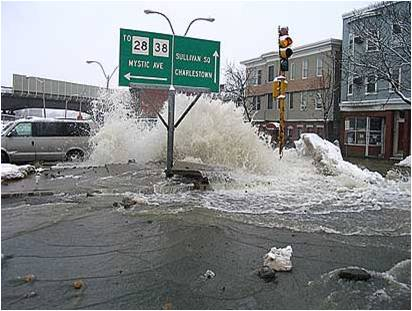 TO
28 38
MYSTIC AVE
SULLIVAN SQ
CHARLESTOWN